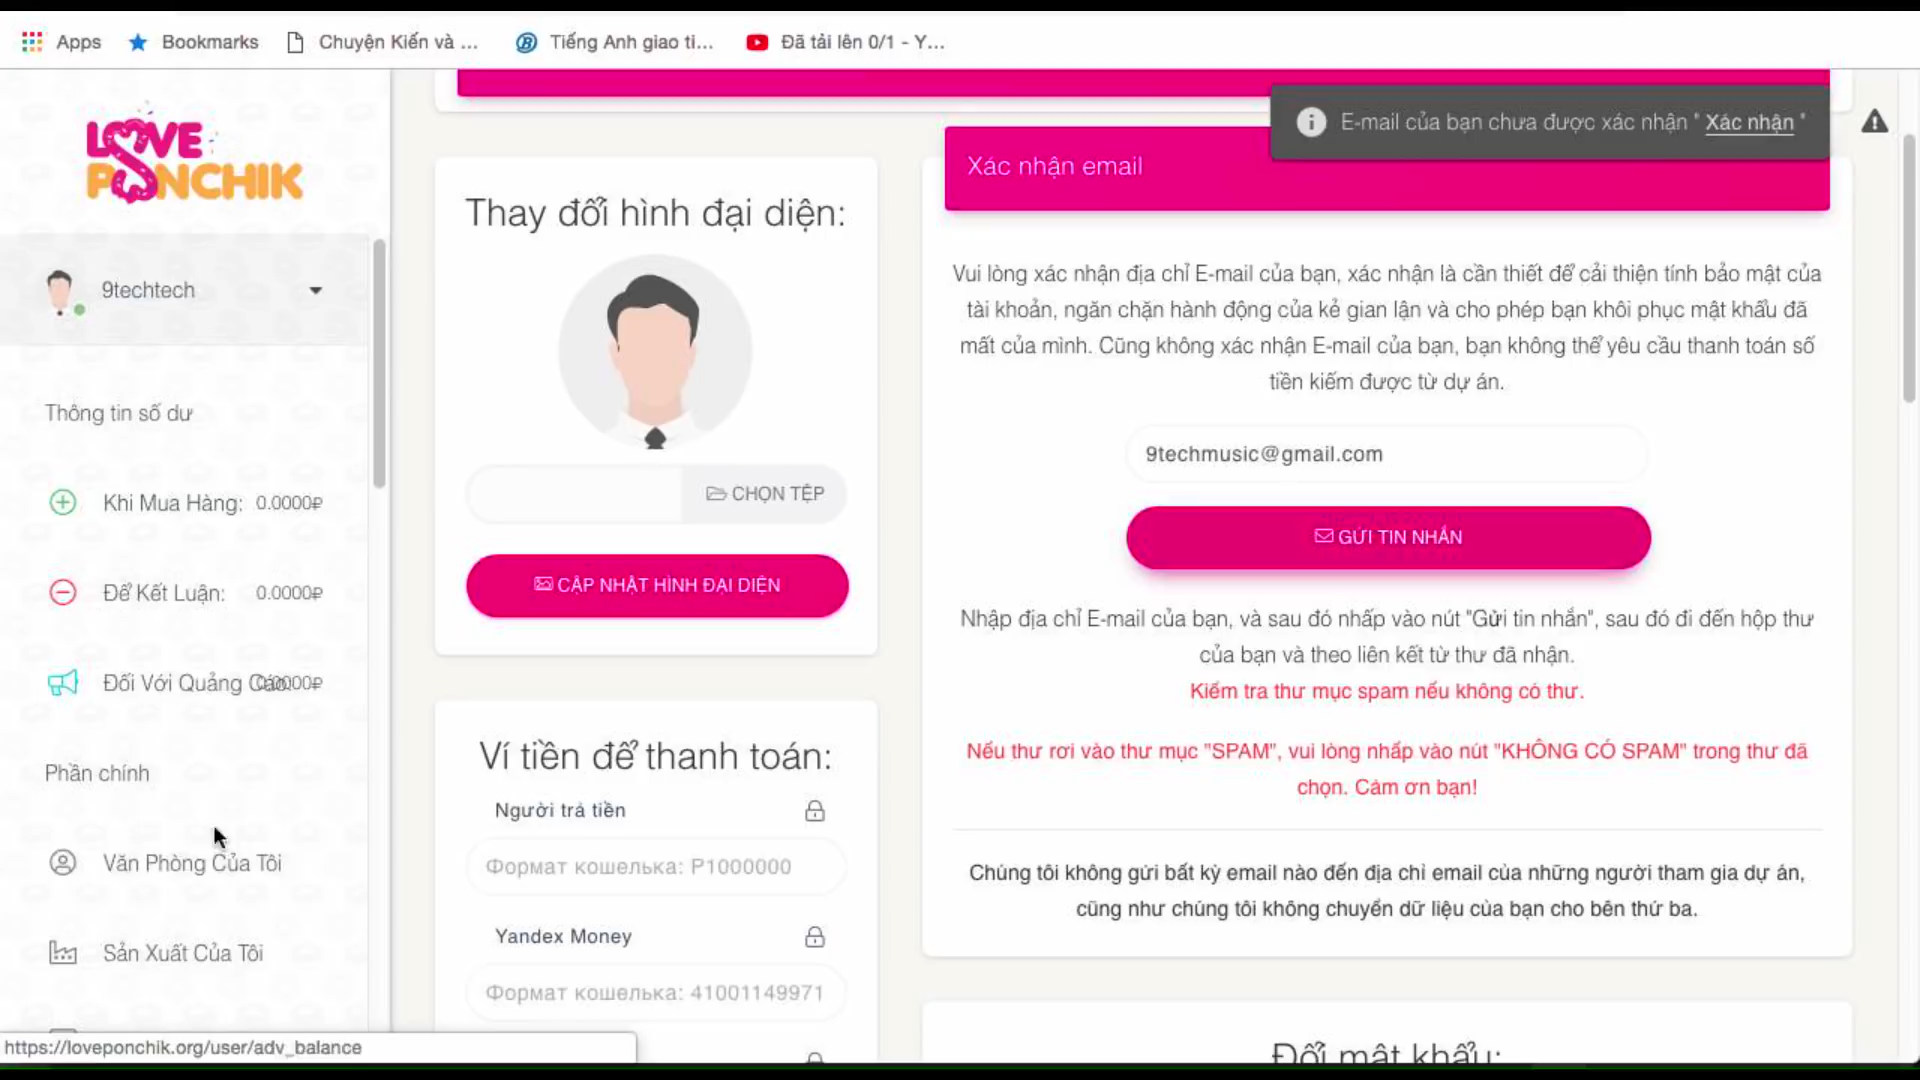 Apps
Bookmarks
Chuyện Kiến và ...
Tiếng Anh giao ti...
Đã tải lên 0/1 - Y...
LOVE
PONCHIK
9techtech
Thông tin số dư
Khi Mua Hàng: 0.0000₽
Để Kết Luận: 0.0000₽
Đối Với Quảng Cáo: 0.0000₽
Phần chính
Văn Phòng Của Tôi
Sản Xuất Của Tôi
https://loveponchik.org/user/adv_balance
Thay đổi hình đại diện:
CHỌN TỆP
CẬP NHẬT HÌNH ĐẠI DIỆN
Ví tiền để thanh toán:
Người trả tiền
Формат кошелька: P1000000
Yandex Money
Формат кошелька: 41001149971
E-mail của bạn chưa được xác nhận " Xác nhận "
Xác nhận email
Vui lòng xác nhận địa chỉ E-mail của bạn, xác nhận là cần thiết để cải thiện tính bảo mật của
tài khoản, ngăn chặn hành động của kẻ gian lận và cho phép bạn khôi phục mật khẩu đã
mất của mình. Cũng không xác nhận E-mail của bạn, bạn không thể yêu cầu thanh toán số
tiền kiếm được từ dự án.
9techmusic@gmail.com
GỬI TIN NHẮN
Nhập địa chỉ E-mail của bạn, và sau đó nhấp vào nút "Gửi tin nhắn", sau đó đi đến hộp thư
của bạn và theo liên kết từ thư đã nhận.
Kiểm tra thư mục spam nếu không có thư.
Nếu thư rơi vào thư mục "SPAM", vui lòng nhấp vào nút "KHÔNG CÓ SPAM" trong thư đã
chọn. Cảm ơn bạn!
Chúng tôi không gửi bất kỳ email nào đến địa chỉ email của những người tham gia dự án,
cũng như chúng tôi không chuyển dữ liệu của bạn cho bên thứ ba.
Đổi mật khẩu: